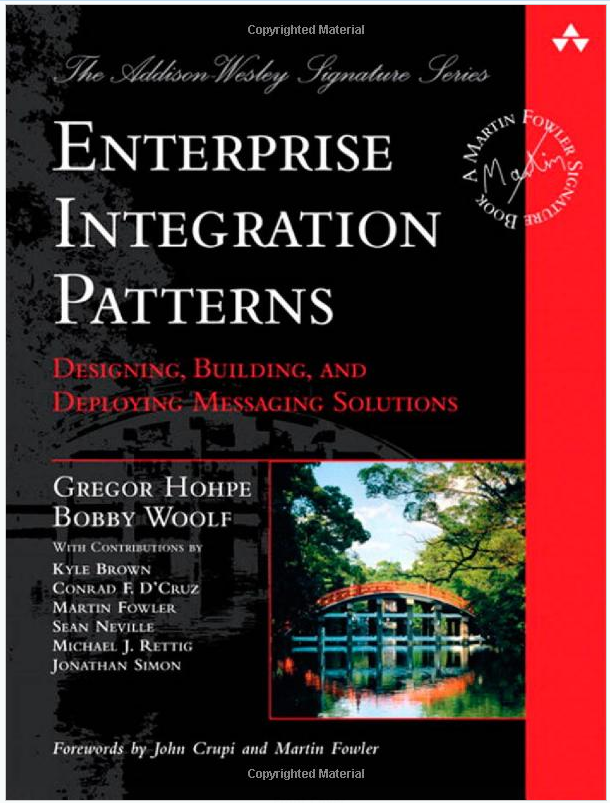 Copyrighted Material
The Addison-Wesley Signature Series
ENTERPRISE
INTEGRATION
PATTERNS
A MARTIN FOWLER SIGNATURE BOOK
Martin
DESIGNING, BUILDING, AND
DEPLOYING MESSAGING SOLUTIONS
GREGOR HOHPE
BOBBY WOOLF
WITH CONTRIBUTIONS BY
KYLE BROWN
CONRAD F. D'CRUZ
MARTIN FOWLER
SEAN NEVILLE
MICHAEL J. RETTIG
JONATHAN SIMON
Forewords by John Crupi and Martin Fowler
Copyrighted Material